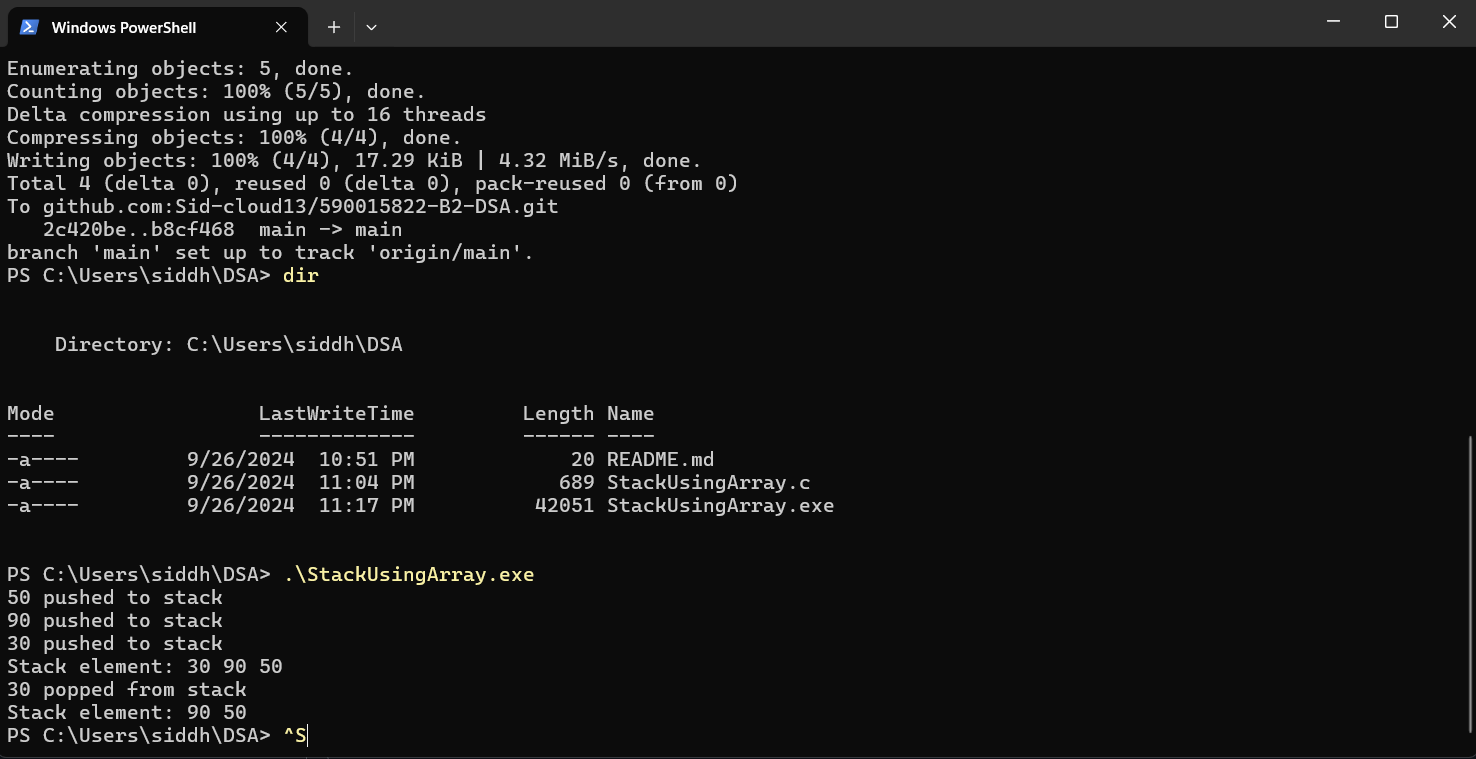 Windows PowerShell
Enumerating objects: 5, done.
Counting objects: 100% (5/5), done.
Delta compression using up to 16 threads
Compressing objects: 100% (4/4), done.
Writing objects: 100% (4/4), 17.29 KiB | 4.32 MiB/s, done.
Total 4 (delta 0), reused 0 (delta 0), pack-reused 0 (from 0)
To github.com:Sid-cloud13/590015822-B2-DSA.git
   2c420be..b8cf468  main -> main
branch 'main' set up to track 'origin/main'.
PS C:\Users\siddh\DSA> dir
    Directory: C:\Users\siddh\DSA
Mode                 LastWriteTime         Length Name
----                 -------------         ------ ----
-a----         9/26/2024  10:51 PM             20 README.md
-a----         9/26/2024  11:04 PM            689 StackUsingArray.c
-a----         9/26/2024  11:17 PM          42051 StackUsingArray.exe
PS C:\Users\siddh\DSA> .\StackUsingArray.exe
50 pushed to stack
90 pushed to stack
30 pushed to stack
Stack element: 30 90 50
30 popped from stack
Stack element: 90 50
PS C:\Users\siddh\DSA> ^S